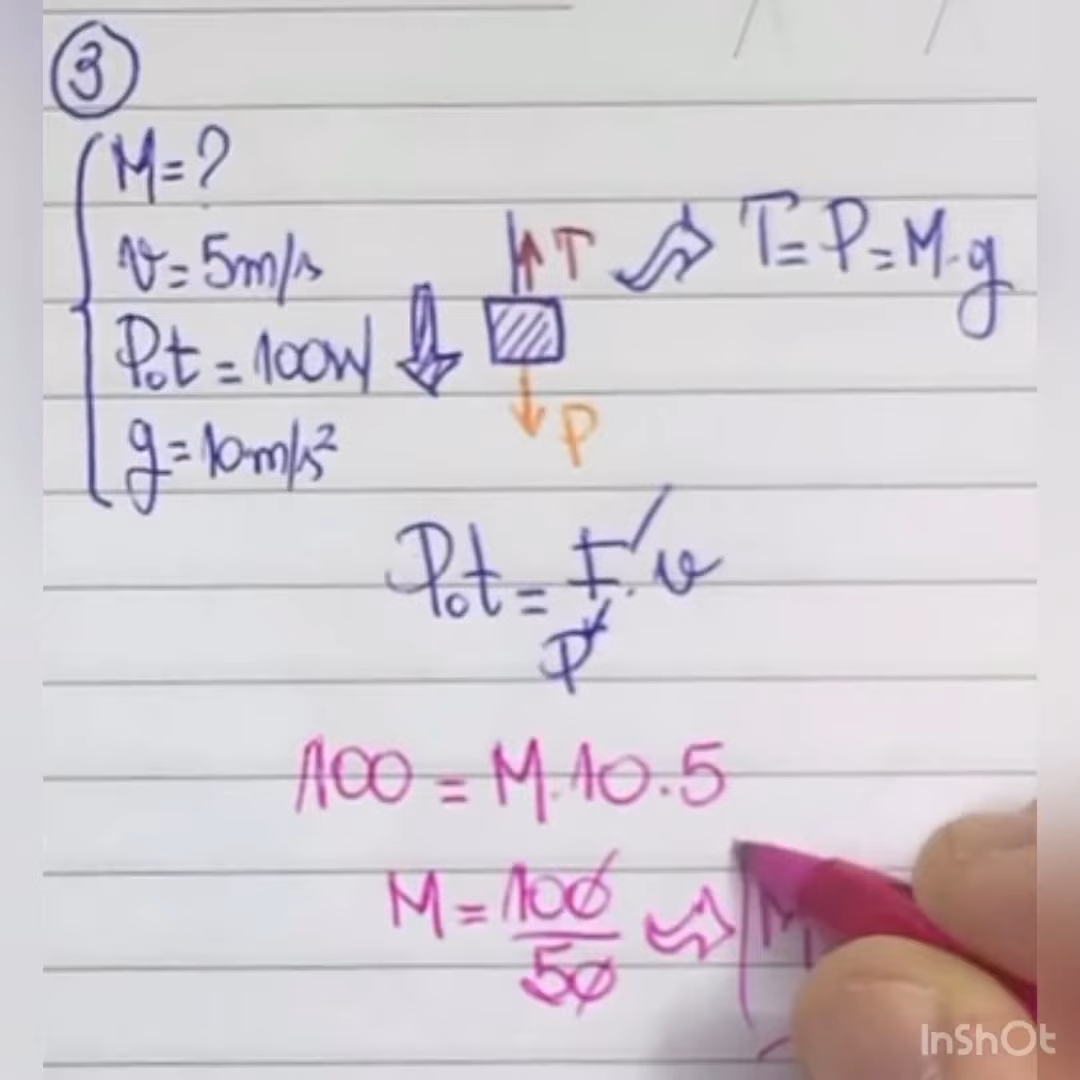 3
M = ?
v = 5m/s
Pot = 100W
g = 10m/s²
T
T = P = M.g
P
Pot = F.v
P
100 = M.10.5
M = 100/50
M
InShOt